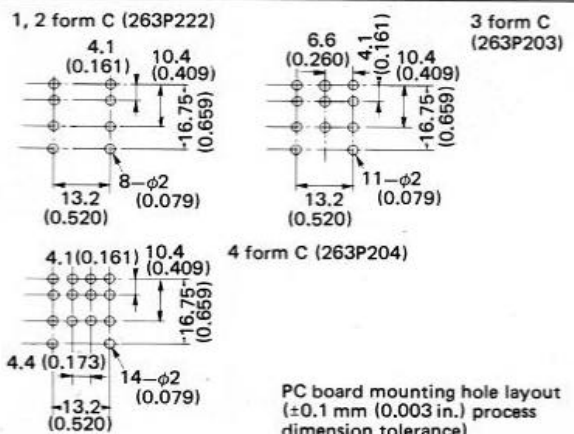 1, 2 form C (263P222)
4.1
(0.161)
10.4
(0.409)
16.75
(0.659)
8-φ2
(0.079)
13.2
(0.520)
3 form C
(263P203)
6.6
(0.260)
4.1
(0.161)
10.4
(0.409)
16.75
(0.659)
11-φ2
(0.079)
13.2
(0.520)
4 form C (263P204)
4.1(0.161)
10.4
(0.409)
16.75
(0.659)
4.4 (0.173)
14-φ2
(0.079)
13.2
(0.520)
PC board mounting hole layout
(±0.1 mm (0.003 in.) process
dimension tolerance)